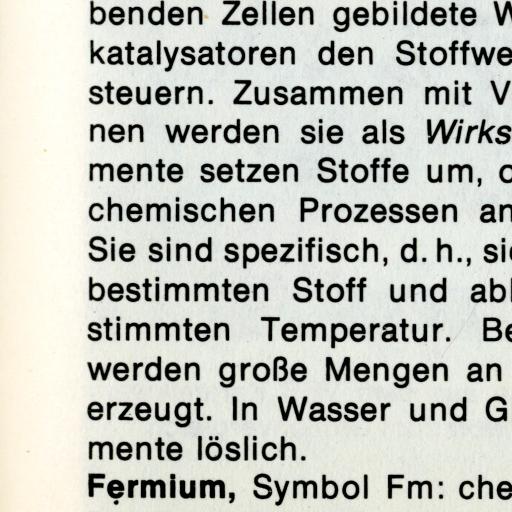 benden Zellen gebildete
katalysatoren den Stoffwe
steuern. Zusammen mit V
nen werden sie als Wirks
mente setzen Stoffe um,
chemischen Prozessen an
Sie sind spezifisch, d. h., si
bestimmten Stoff und ab
stimmten Temperatur. Be
werden große Mengen an
erzeugt. In Wasser und G
mente löslich.
Fẹrmium, Symbol Fm: che